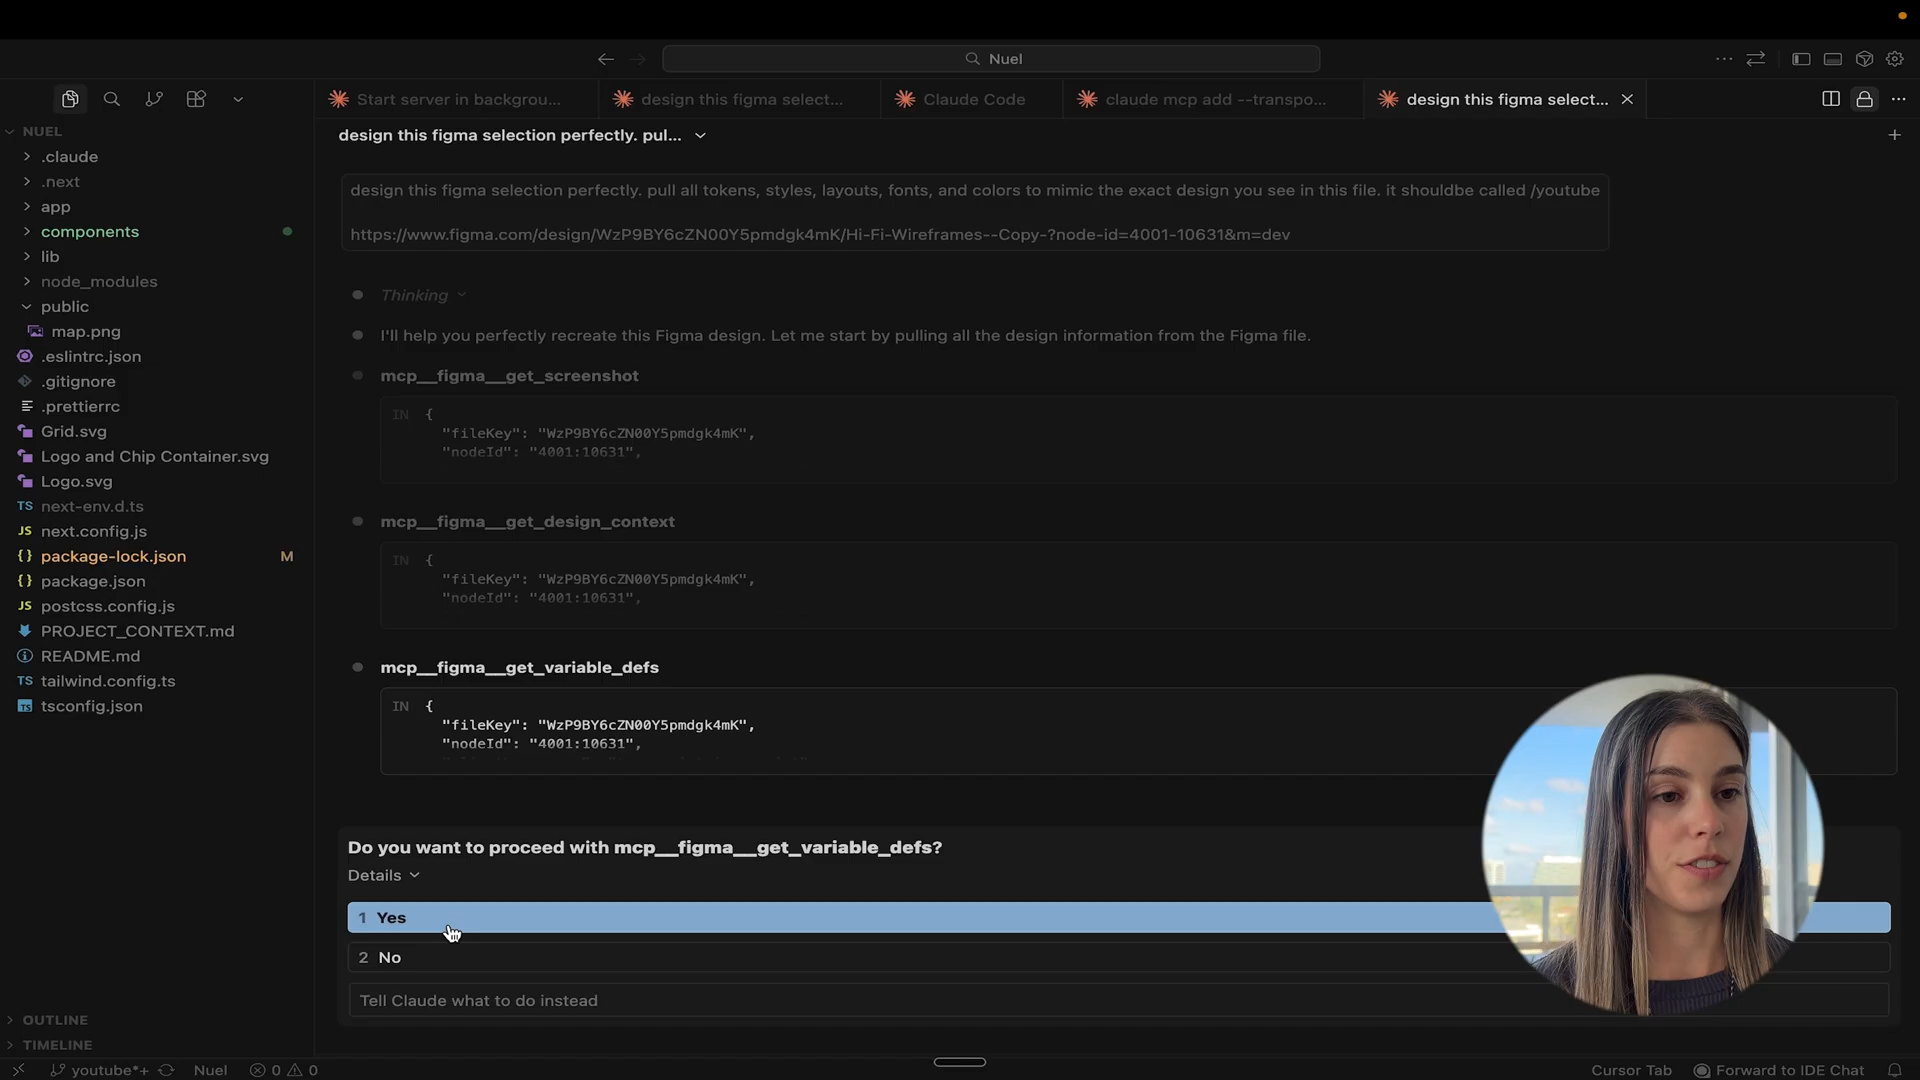 Nuel
Start server in backgrou...
design this figma select...
Claude Code
claude mcp add --transpo...
design this figma select...
NUEL
.claude
.next
app
components
lib
node_modules
public
map.png
.eslintrc.json
.gitignore
.prettierrc
Grid.svg
Logo and Chip Container.svg
Logo.svg
TS next-env.d.ts
JS next.config.js
{} package-lock.json M
{} package.json
JS postcss.config.js
PROJECT_CONTEXT.md
README.md
TS tailwind.config.ts
tsconfig.json
OUTLINE
TIMELINE
design this figma selection perfectly. pul...
design this figma selection perfectly. pull all tokens, styles, layouts, fonts, and colors to mimic the exact design you see in this file. it shouldbe called /youtube
https://www.figma.com/design/WzP9BY6cZN00Y5pmdgk4mK/Hi-Fi-Wireframes--Copy-?node-id=4001-10631&m=dev
Thinking
I'll help you perfectly recreate this Figma design. Let me start by pulling all the design information from the Figma file.
mcp__figma__get_screenshot
IN {
"fileKey": "WzP9BY6cZN00Y5pmdgk4mK",
"nodeId": "4001:10631",
mcp__figma__get_design_context
IN {
"fileKey": "WzP9BY6cZN00Y5pmdgk4mK",
"nodeId": "4001:10631",
mcp__figma__get_variable_defs
IN {
"fileKey": "WzP9BY6cZN00Y5pmdgk4mK",
"nodeId": "4001:10631",
Do you want to proceed with mcp__figma__get_variable_defs?
Details
1 Yes
2 No
Tell Claude what to do instead
youtube*+ Nuel 0 0
Cursor Tab Forward to IDE Chat